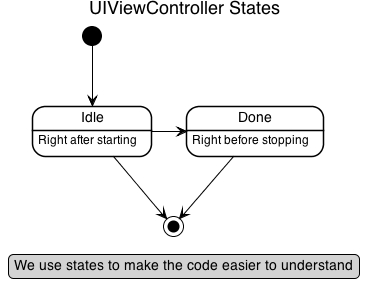 UIViewController States
Idle
Right after starting
Done
Right before stopping
We use states to make the code easier to understand